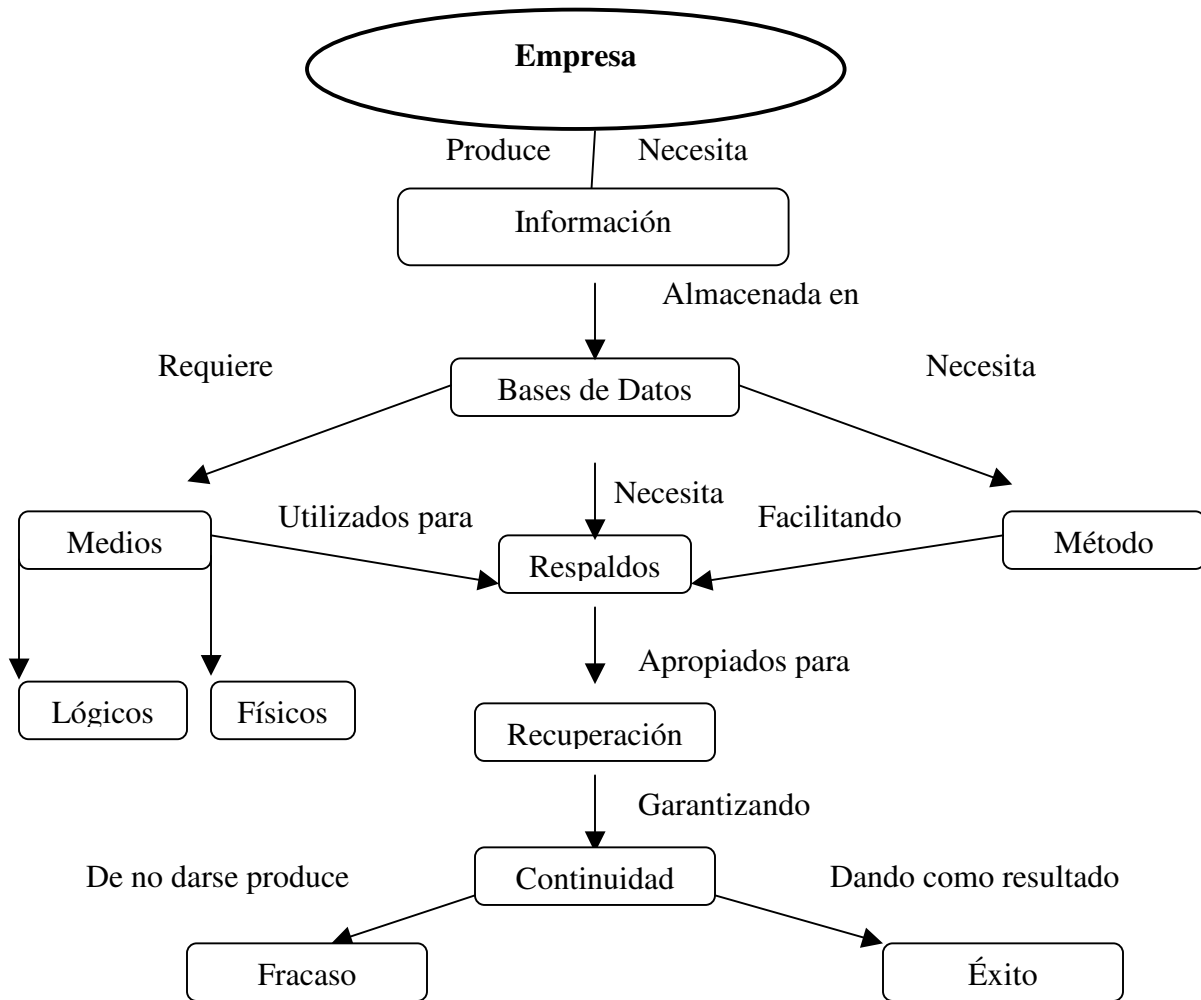 Empresa
Produce Necesita
Información
Almacenada en
Requiere
Necesita
Bases de Datos
Necesita
Utilizados para
Facilitando
Medios
Respaldos
Método
Apropiados para
Lógicos
Físicos
Recuperación
Garantizando
De no darse produce
Continuidad
Dando como resultado
Fracaso
Éxito